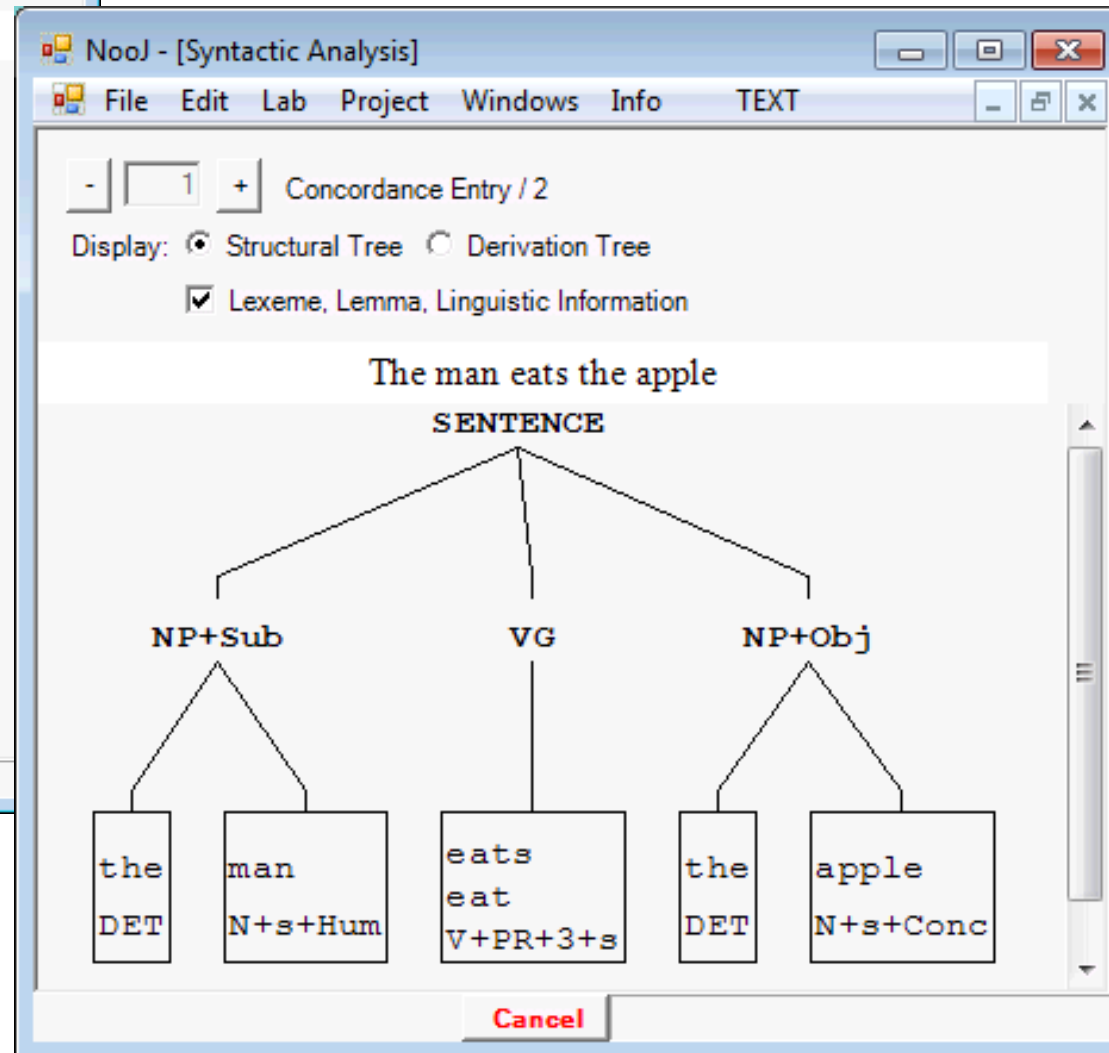 NooJ - [Syntactic Analysis]
File Edit Lab Project Windows Info TEXT
- 1 + Concordance Entry / 2
Display: Structural Tree Derivation Tree
Lexeme, Lemma, Linguistic Information
The man eats the apple
SENTENCE
NP+Sub VG NP+Obj
the man eats the apple
eat
DET N+s+Hum V+PR+3+s DET N+s+Conc
Cancel